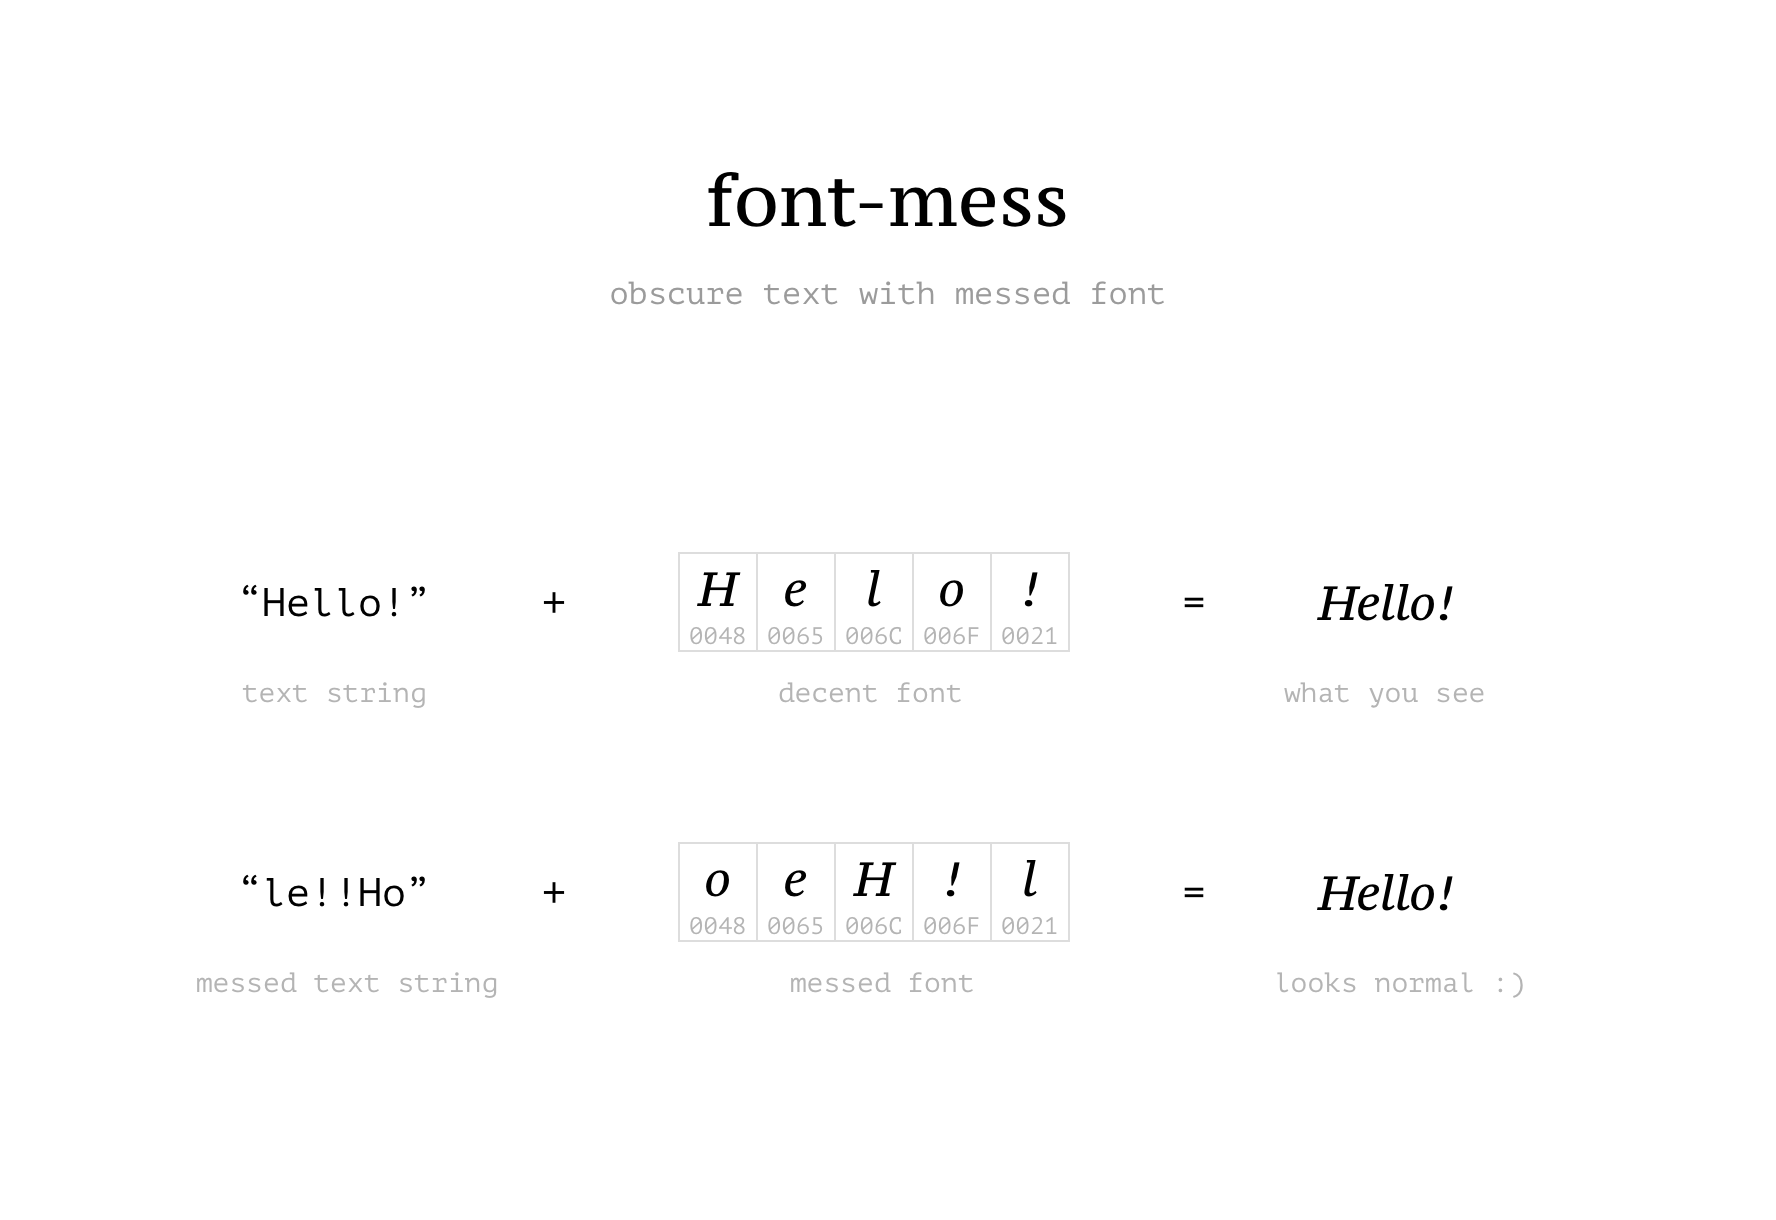 font-mess
obscure text with messed font
“Hello!” + H e l o ! = Hello!
0048 0065 006C 006F 0021
text string decent font what you see
“le!!Ho” + o e H ! l = Hello!
0048 0065 006C 006F 0021
messed text string messed font looks normal :)